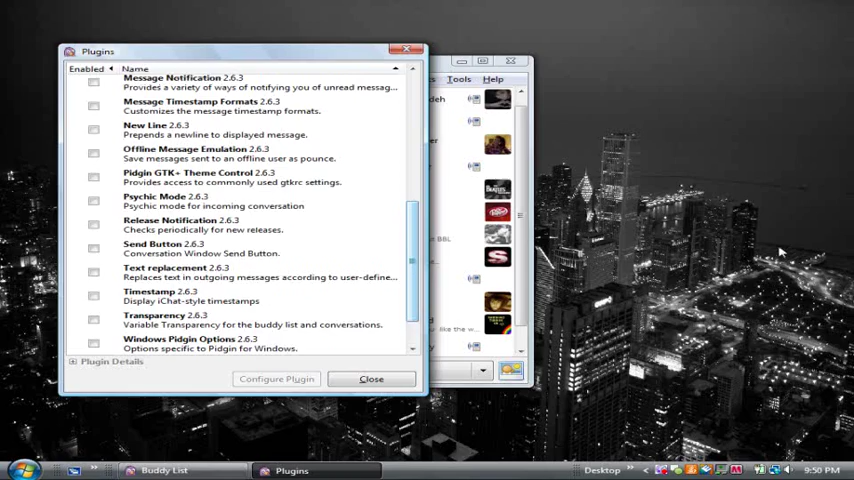 Plugins
Enabled Name
Message Notification 2.6.3
Provides a variety of ways of notifying you of unread messag...
Message Timestamp Formats 2.6.3
Customizes the message timestamp formats.
New Line 2.6.3
Prepends a newline to displayed message.
Offline Message Emulation 2.6.3
Save messages sent to an offline user as pounce.
Pidgin GTK+ Theme Control 2.6.3
Provides access to commonly used gtkrc settings.
Psychic Mode 2.6.3
Psychic mode for incoming conversation
Release Notification 2.6.3
Checks periodically for new releases.
Send Button 2.6.3
Conversation Window Send Button.
Text replacement 2.6.3
Replaces text in outgoing messages according to user-define...
Timestamp 2.6.3
Display iChat-style timestamps
Transparency 2.6.3
Variable Transparency for the buddy list and conversations.
Windows Pidgin Options 2.6.3
Options specific to Pidgin for Windows.
Plugin Details
Configure Plugin Close
ts Tools Help
deh
er
BBL
like the w...
Buddy List
Plugins
Desktop
9:50 PM